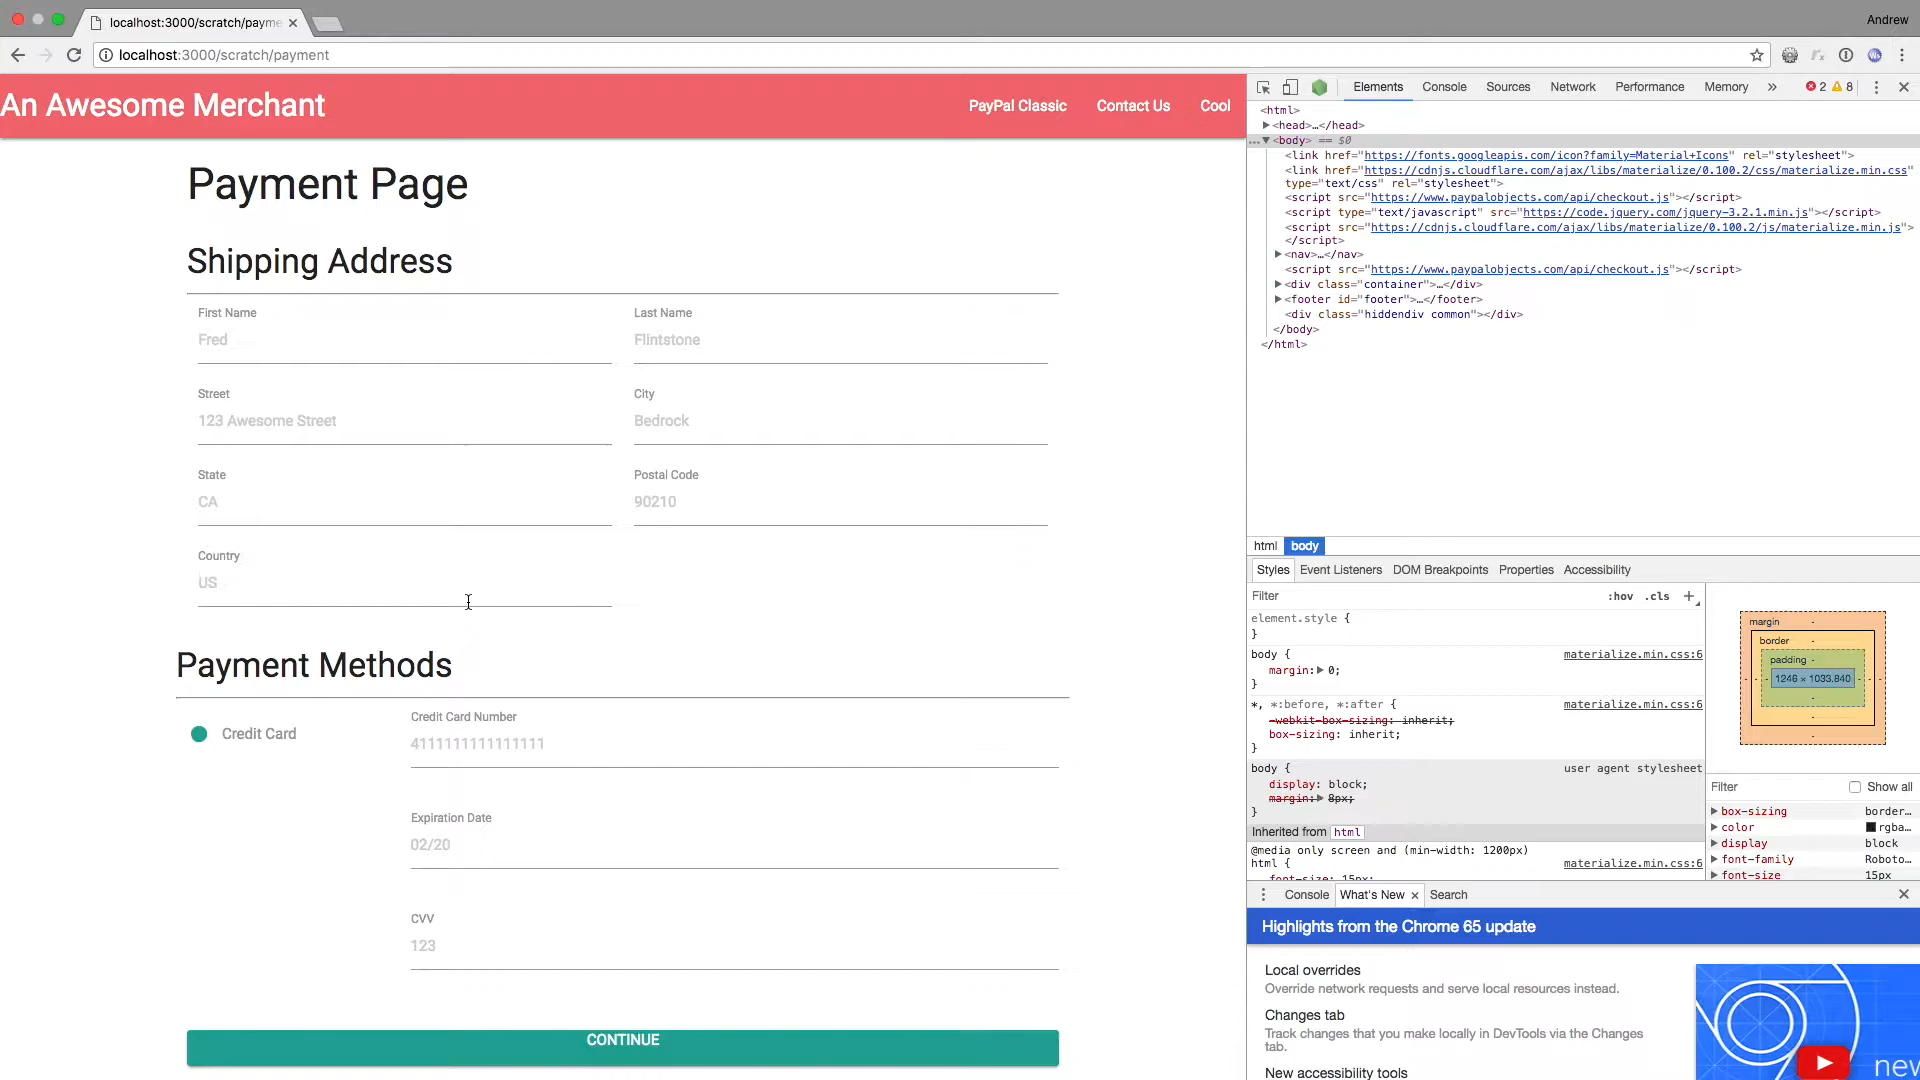 localhost:3000/scratch/payme
Andrew
localhost:3000/scratch/payment
An Awesome Merchant
PayPal Classic
Contact Us
Cool
Payment Page
Shipping Address
First Name
Last Name
Fred
Flintstone
Street
City
123 Awesome Street
Bedrock
State
Postal Code
CA
90210
Country
US
Payment Methods
Credit Card
Credit Card Number
4111111111111111
Expiration Date
02/20
CVV
123
CONTINUE
Elements Console Sources Network Performance Memory » 2 8
<html>
<head>…</head>
… <body> == $0
<link href="https://fonts.googleapis.com/icon?family=Material+Icons" rel="stylesheet">
<link href="https://cdnjs.cloudflare.com/ajax/libs/materialize/0.100.2/css/materialize.min.css"
type="text/css" rel="stylesheet">
<script src="https://www.paypalobjects.com/api/checkout.js"></script>
<script type="text/javascript" src="https://code.jquery.com/jquery-3.2.1.min.js"></script>
<script src="https://cdnjs.cloudflare.com/ajax/libs/materialize/0.100.2/js/materialize.min.js">
</script>
<nav>…</nav>
<script src="https://www.paypalobjects.com/api/checkout.js"></script>
<div class="container">…</div>
<footer id="footer">…</footer>
<div class="hiddendiv common"></div>
</body>
</html>
html body
Styles Event Listeners DOM Breakpoints Properties Accessibility
Filter :hov .cls +
element.style {
}
body { materialize.min.css:6
margin: 0;
}
*, *:before, *:after { materialize.min.css:6
-webkit-box-sizing: inherit;
box-sizing: inherit;
}
body { user agent stylesheet
display: block;
margin: 8px;
}
Inherited from html
@media only screen and (min-width: 1200px)
html { materialize.min.css:6
font-size: 15px;
margin -
border -
padding -
1246 × 1033.840
Filter Show all
box-sizing border…
color rgba…
display block
font-family Roboto…
font-size 15px
Console What's New × Search
Highlights from the Chrome 65 update
Local overrides
Override network requests and serve local resources instead.
Changes tab
Track changes that you make locally in DevTools via the Changes
tab.
New accessibility tools
new